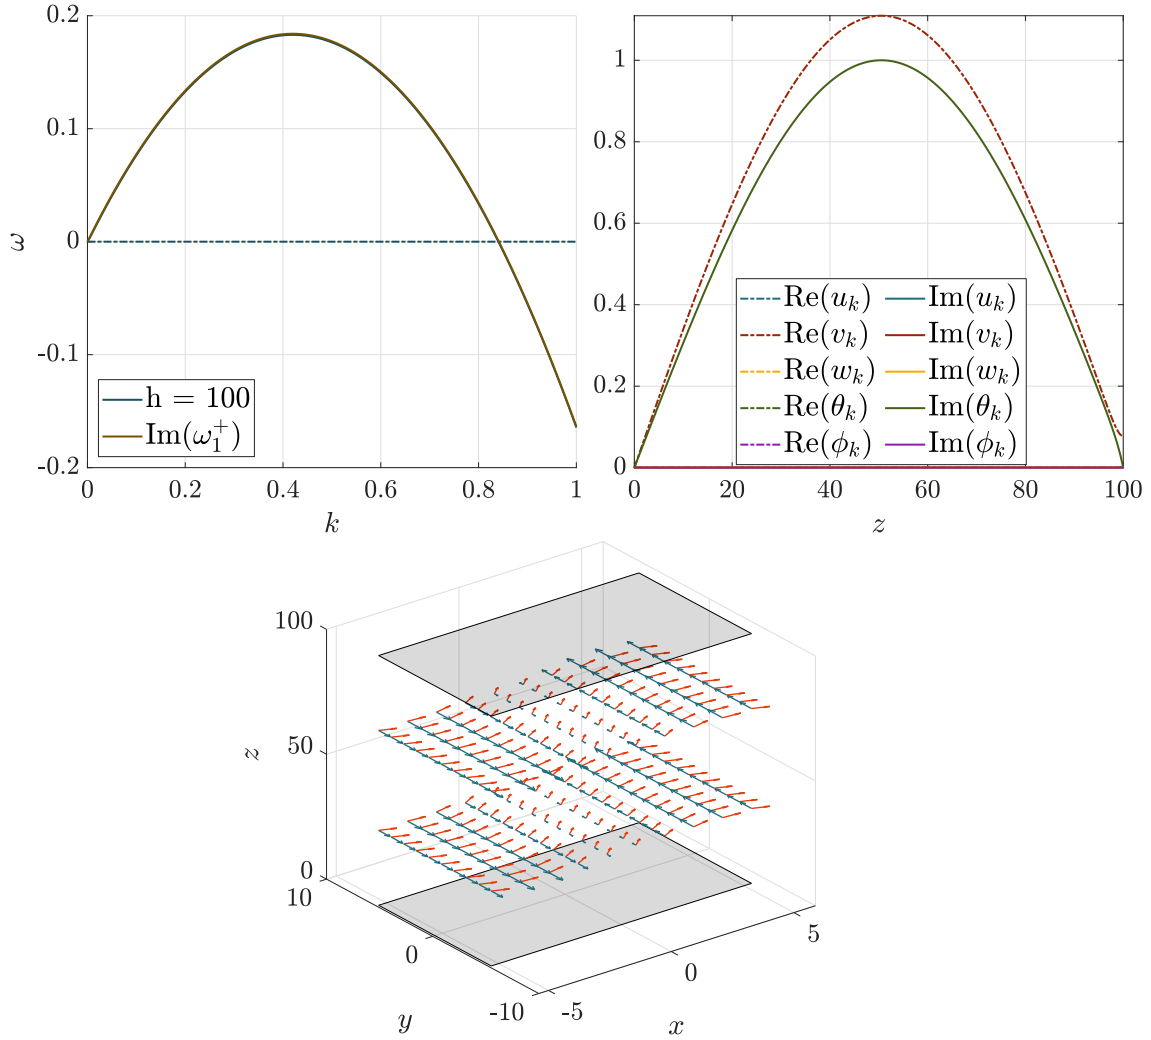 0.2
0.1
0
-0.1
-0.2
ω
h = 100
Im(ω₁⁺)
0 0.2 0.4 0.6 0.8 1
k
1
0.8
0.6
0.4
0.2
0
Re(uₖ) Im(uₖ)
Re(vₖ) Im(vₖ)
Re(wₖ) Im(wₖ)
Re(θₖ) Im(θₖ)
Re(ϕₖ) Im(ϕₖ)
0 20 40 60 80 100
z
100
50
0
z
10
0
-10
y
-5
0
5
x